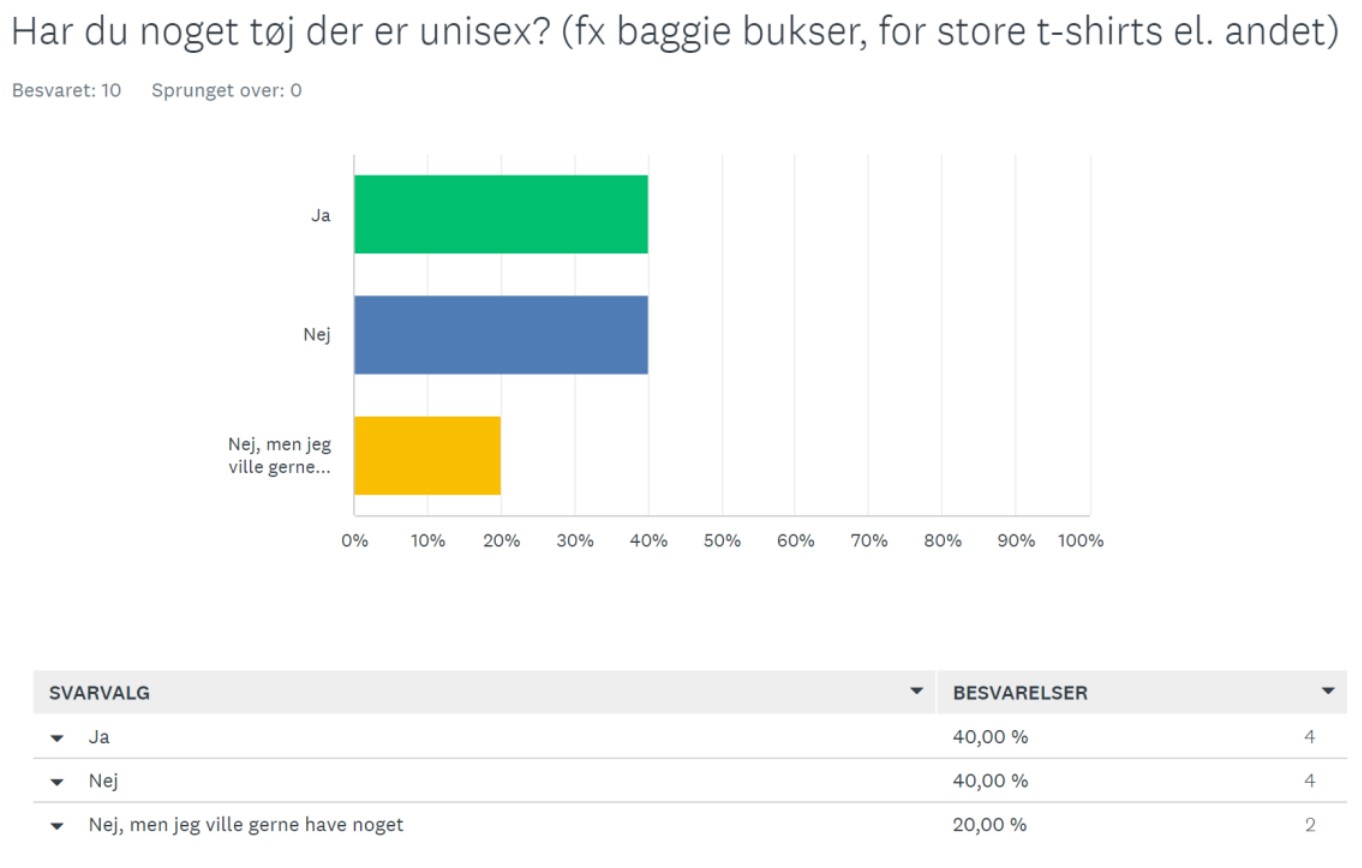 Har du noget tøj der er unisex? (fx baggie bukser, for store t-shirts el. andet)
Besvaret: 10 Sprunget over: 0
Ja
Nej
Nej, men jeg
ville gerne...
0% 10% 20% 30% 40% 50% 60% 70% 80% 90% 100%
SVARVALG BESVARELSER
Ja 40,00 % 4
Nej 40,00 % 4
Nej, men jeg ville gerne have noget 20,00 % 2